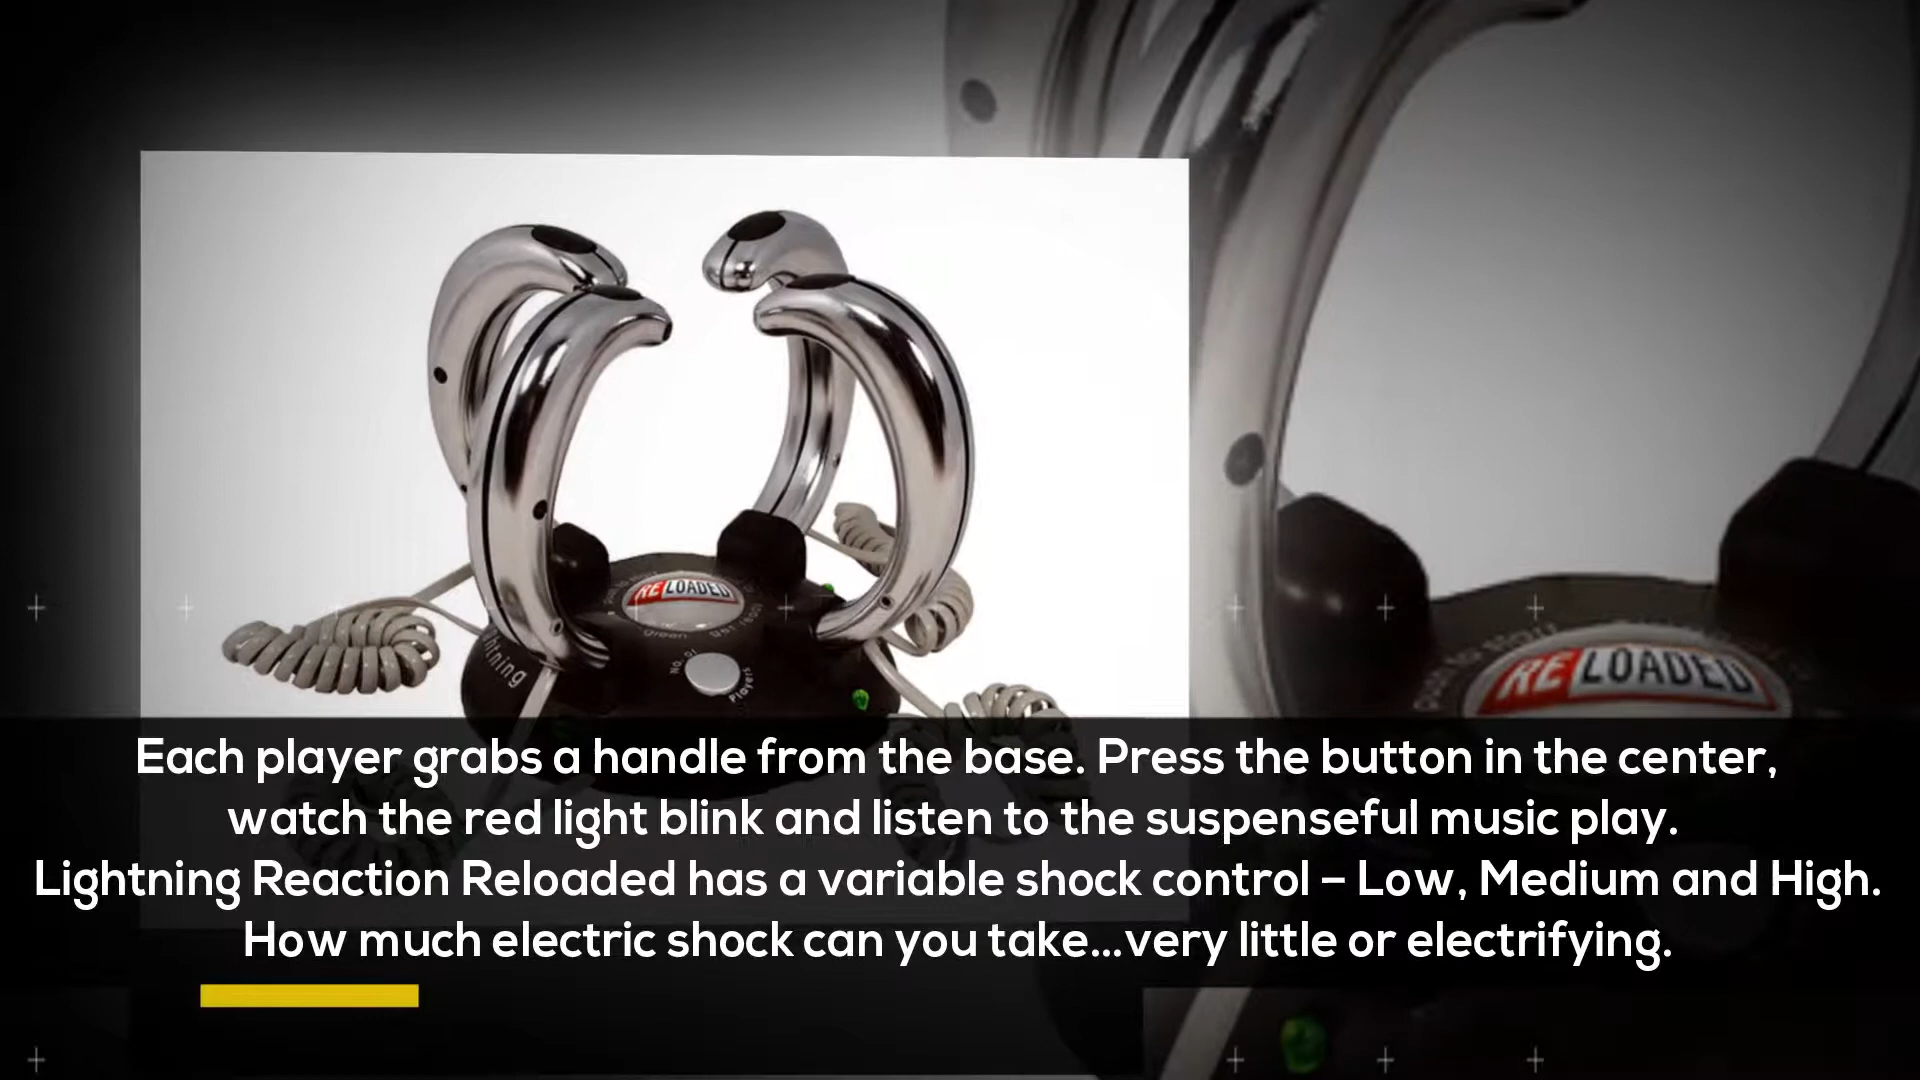 RELOADED
green
No. of
Players
RELOADED
Each player grabs a handle from the base. Press the button in the center,
watch the red light blink and listen to the suspenseful music play.
Lightning Reaction Reloaded has a variable shock control – Low, Medium and High.
How much electric shock can you take...very little or electrifying.